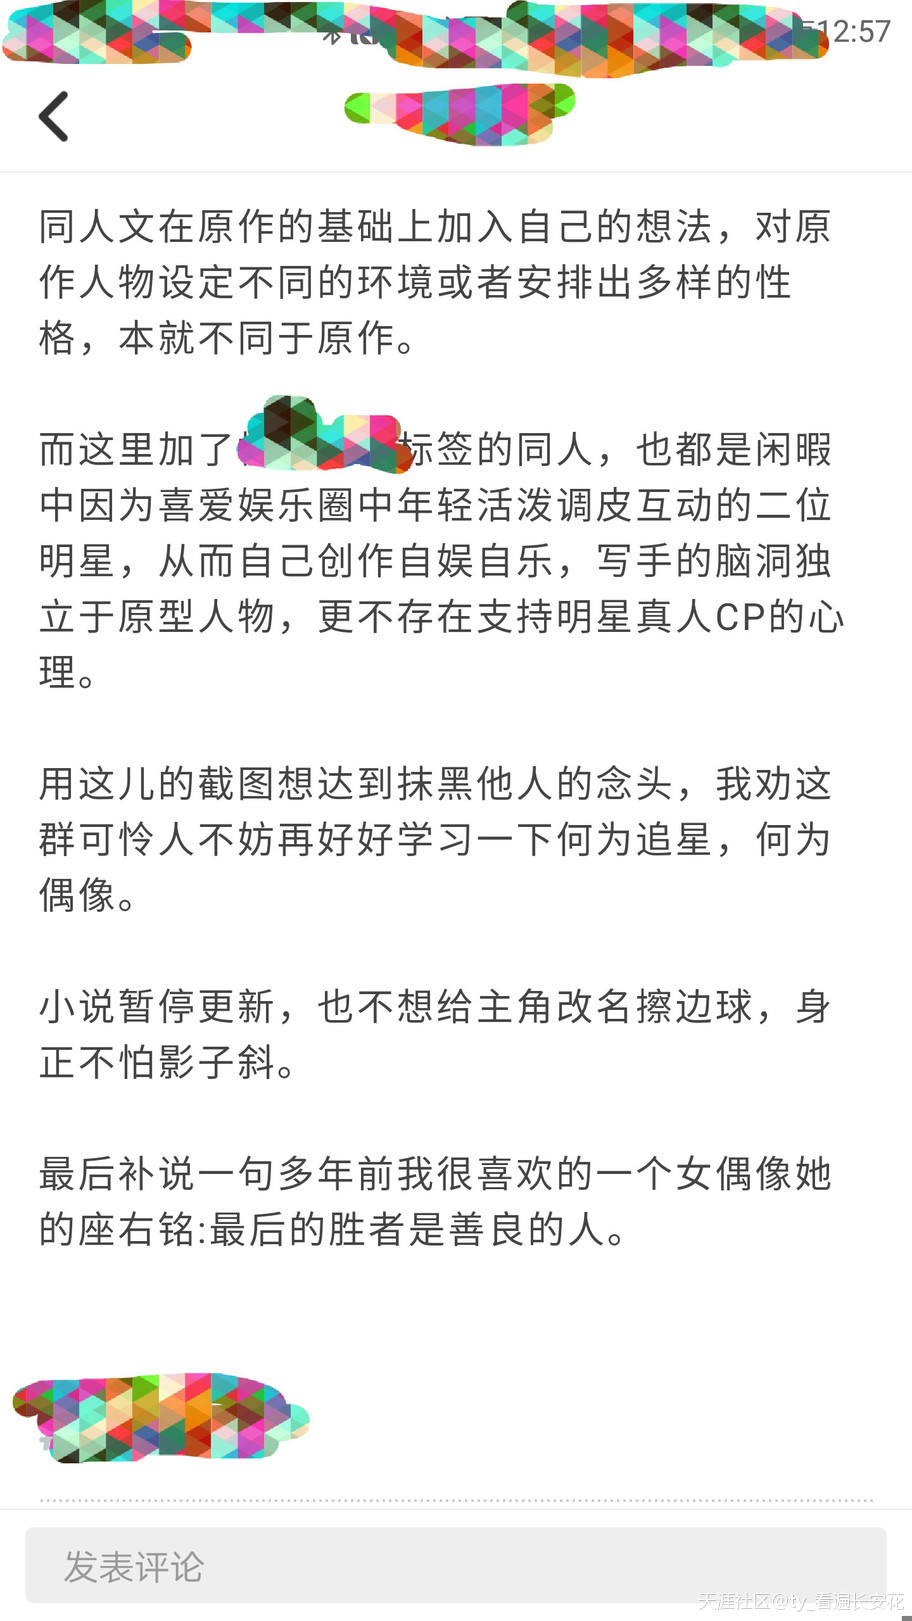 12:57
同人文在原作的基础上加入自己的想法，对原
作人物设定不同的环境或者安排出多样的性
格，本就不同于原作。
而这里加了
标签的同人，也都是闲暇
中因为喜爱娱乐圈中年轻活泼调皮互动的二位
明星，从而自己创作自娱自乐，写手的脑洞独
立于原型人物，更不存在支持明星真人CP的心
理。
用这儿的截图想达到抹黑他人的念头，我劝这
群可怜人不妨再好好学习一下何为追星，何为
偶像。
小说暂停更新，也不想给主角改名擦边球，身
正不怕影子斜。
最后补说一句多年前我很喜欢的一个女偶像她
的座右铭:最后的胜者是善良的人。
发表评论
天涯社区@ty_看遍长安花